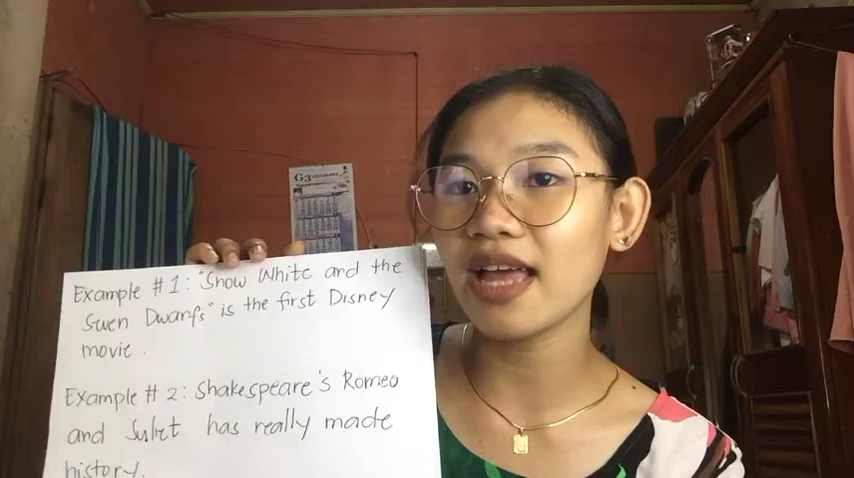 G3
Example #1: "Snow White and the
Seven Dwarfs" is the first Disney
movie.
Example # 2: Shakespeare's Romeo
and Juliet has really made
history.